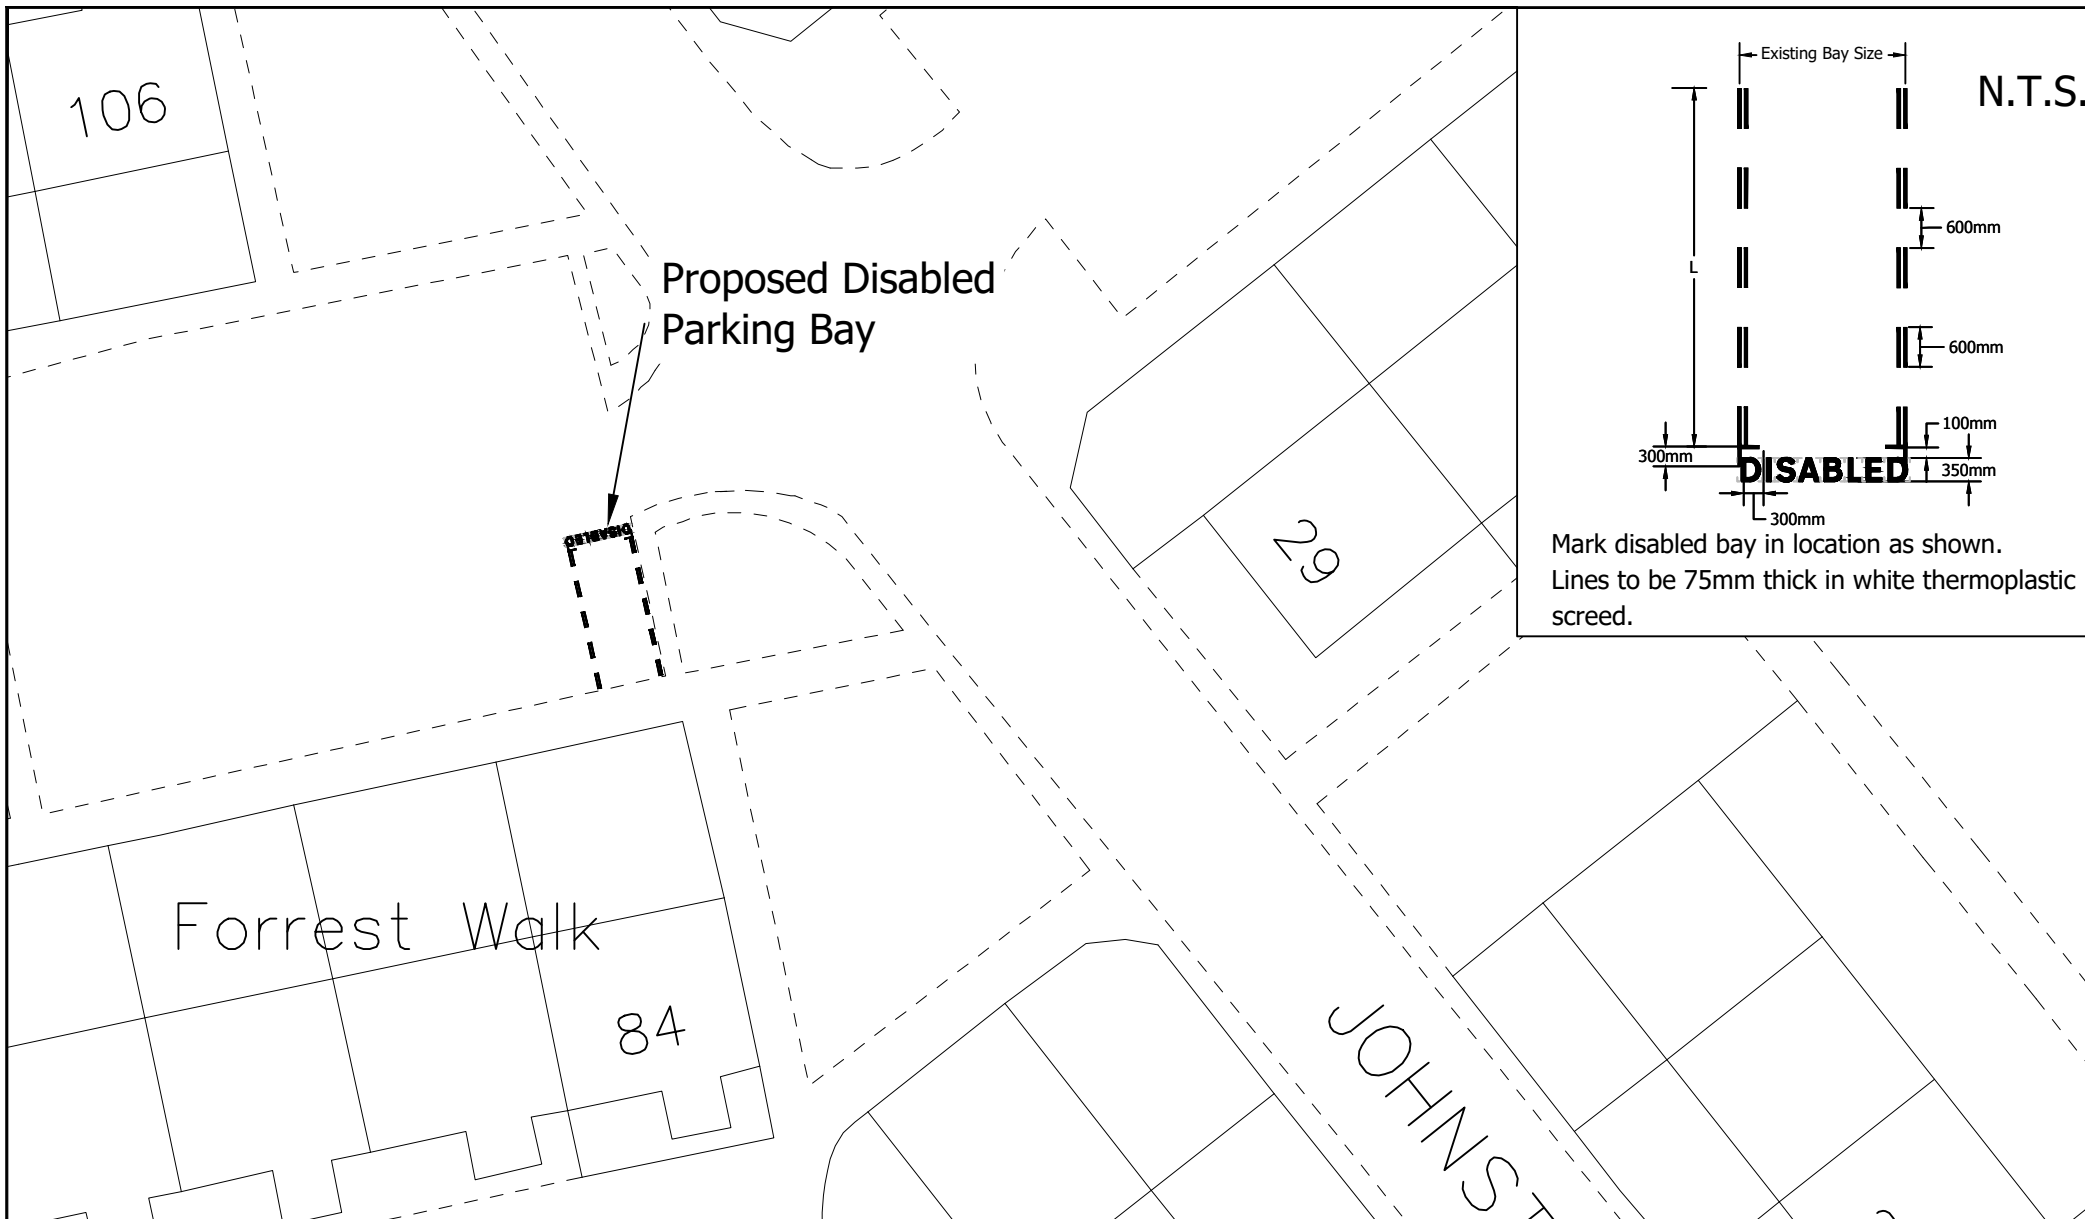 106
Proposed Disabled
Parking Bay
DISABLED
29
Forrest Walk
84
JOHNST
Existing Bay Size
N.T.S.
L
600mm
600mm
100mm
300mm
DISABLED
350mm
300mm
Mark disabled bay in location as shown.
Lines to be 75mm thick in white thermoplastic
screed.